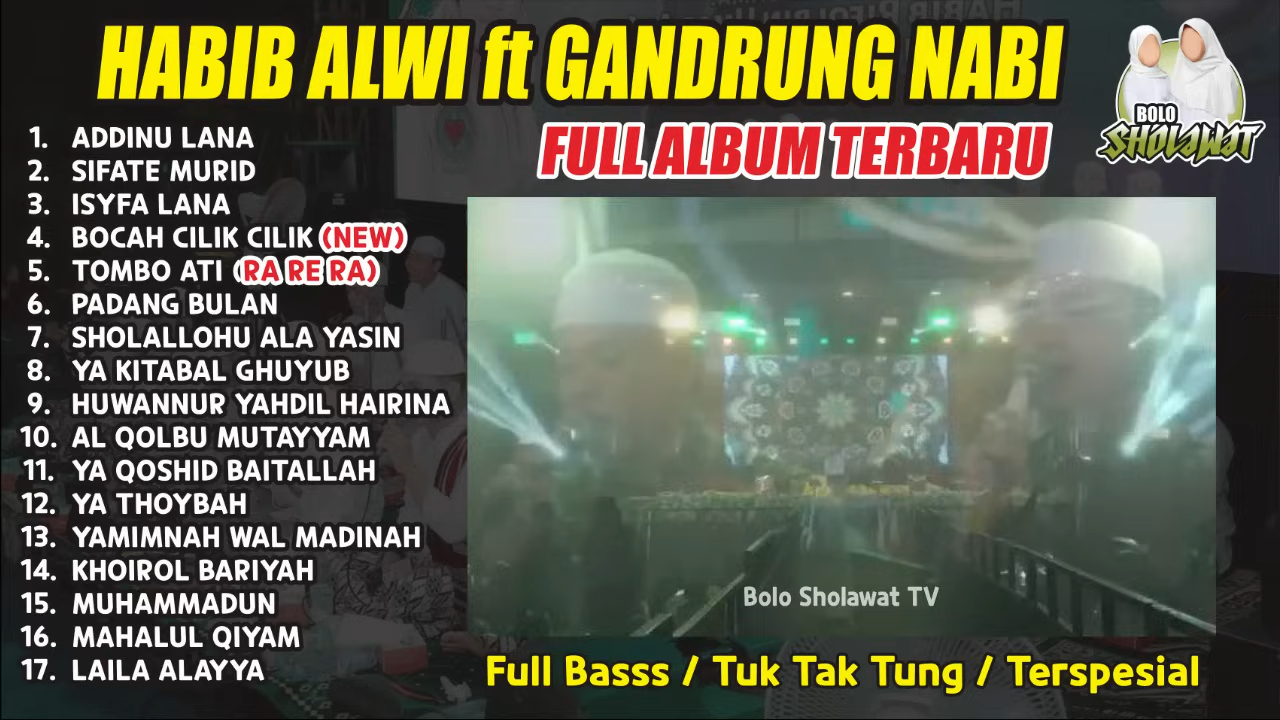 HABIB ALWI ft GANDRUNG NABI
FULL ALBUM TERBARU
BOLO
SHOLAWAT
1. ADDINU LANA
2. SIFATE MURID
3. ISYFA LANA
4. BOCAH CILIK CILIK (NEW)
5. TOMBO ATI (RA RE RA)
6. PADANG BULAN
7. SHOLALLOHU ALA YASIN
8. YA KITABAL GHUYUB
9. HUWANNUR YAHDIL HAIRINA
10. AL QOLBU MUTAYYAM
11. YA QOSHID BAITALLAH
12. YA THOYBAH
13. YAMIMNAH WAL MADINAH
14. KHOIROL BARIYAH
15. MUHAMMADUN
16. MAHALUL QIYAM
17. LAILA ALAYYA
Bolo Sholawat TV
Full Basss / Tuk Tak Tung / Terspesial